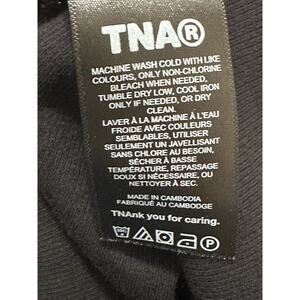 TNA®
MACHINE WASH COLD WITH LIKE
COLOURS, ONLY NON-CHLORINE
BLEACH WHEN NEEDED,
TUMBLE DRY LOW, COOL IRON
ONLY IF NEEDED, OR DRY
CLEAN.
LAVER À LA MACHINE À L'EAU
FROIDE AVEC COULEURS
SEMBLABLES, UTILISER
SEULEMENT UN JAVELLISANT
SANS CHLORE AU BESOIN,
SÉCHER À BASSE
TEMPÉRATURE, REPASSAGE
DOUX SI NÉCESSAIRE, OU
NETTOYER À SEC.
MADE IN CAMBODIA
FABRIQUÉ AU CAMBODGE
TNAnk you for caring.
P